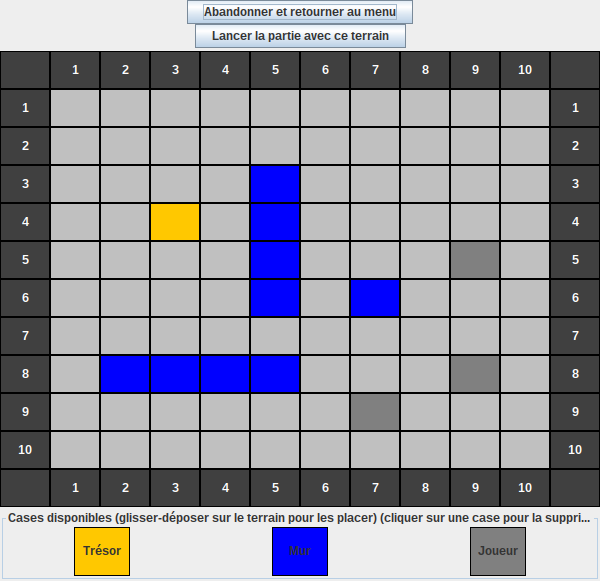 Abandonner et retourner au menu
Lancer la partie avec ce terrain
1 2 3 4 5 6 7 8 9 10
1 1
2 2
3 3
4 4
5 5
6 6
7 7
8 8
9 9
10 10
1 2 3 4 5 6 7 8 9 10
Cases disponibles (glisser-déposer sur le terrain pour les placer) (cliquer sur une case pour la suppri...
Trésor Mur Joueur